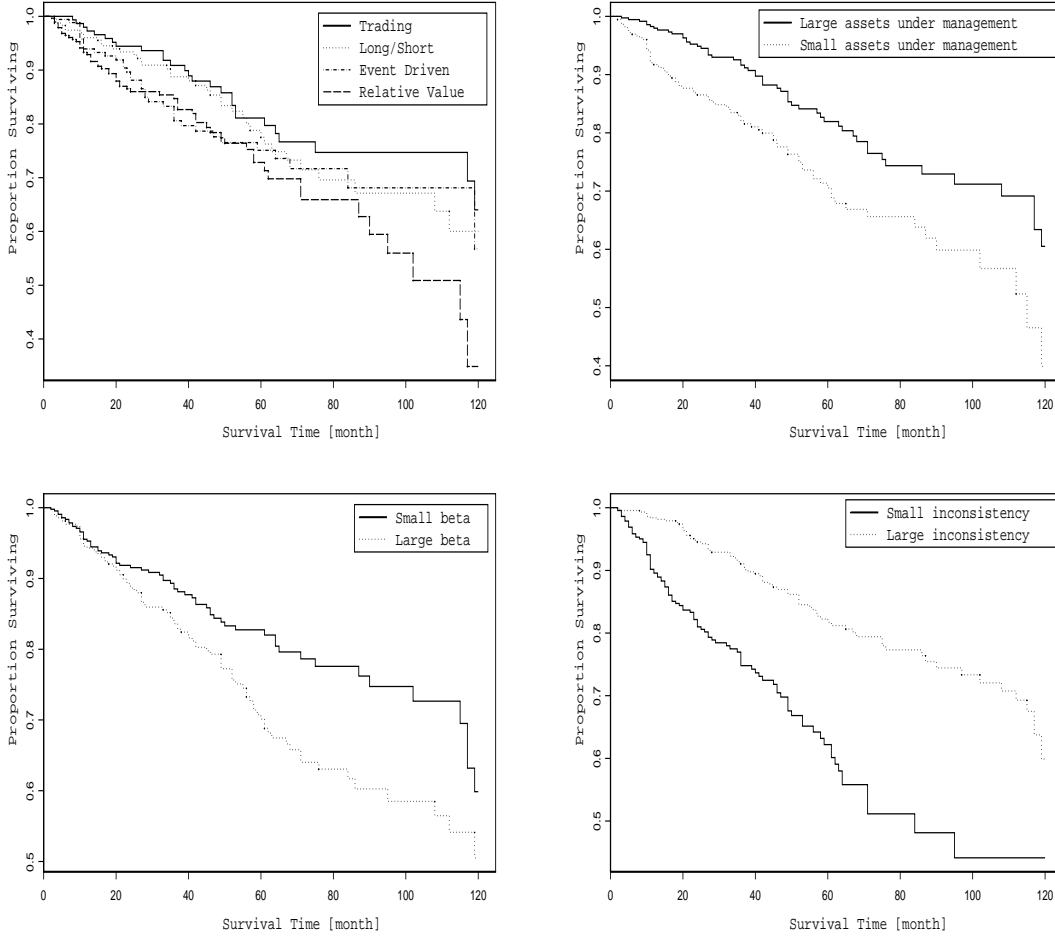 Trading
Long/Short
Event Driven
Relative Value
Proportion Surviving
1.0
0.9
0.8
0.7
0.6
0.5
0.4
0 20 40 60 80 100 120
Survival Time [month]
Large assets under management
Small assets under management
Proportion Surviving
1.0
0.9
0.8
0.7
0.6
0.5
0.4
0 20 40 60 80 100 120
Survival Time [month]
Small beta
Large beta
Proportion Surviving
1.0
0.9
0.8
0.7
0.6
0.5
0 20 40 60 80 100 120
Survival Time [month]
Small inconsistency
Large inconsistency
Proportion Surviving
1.0
0.9
0.8
0.7
0.6
0.5
0 20 40 60 80 100 120
Survival Time [month]